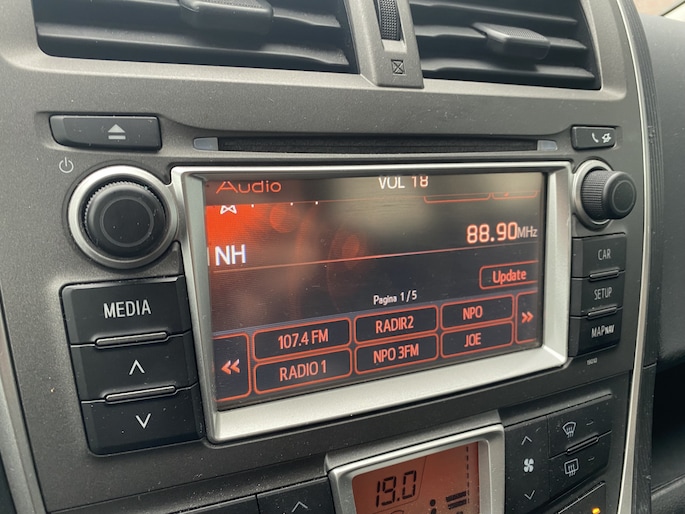 Audio VOL 18
NH 88.90MHz
Update
Pagina 1/5
107.4 FM RADIR2 NPO
RADIO 1 NPO 3FM JOE
MEDIA
CAR
SETUP
MAP NAV
19.0